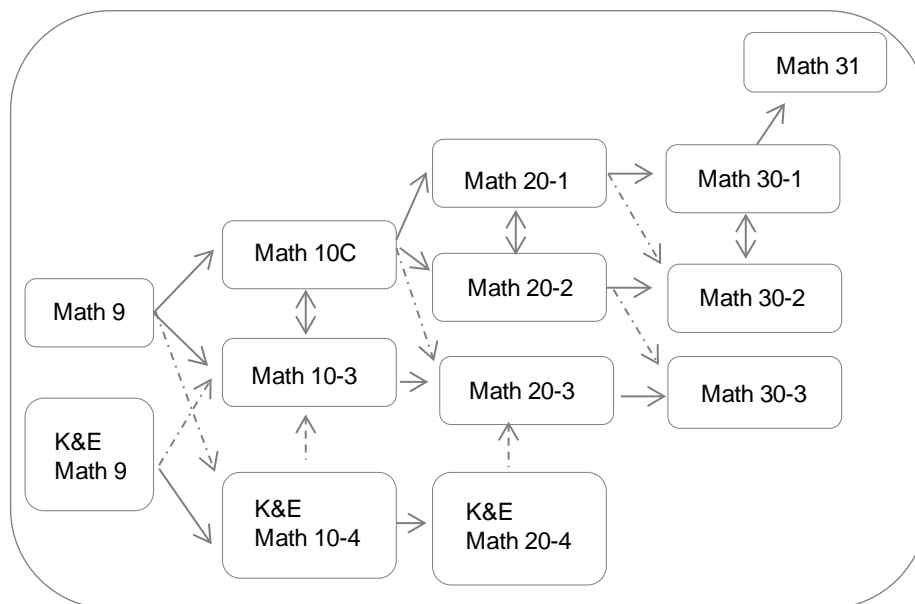 Math 31
Math 20-1
Math 30-1
Math 10C
Math 20-2
Math 30-2
Math 9
Math 10-3
Math 20-3
Math 30-3
K&E
Math 9
K&E
Math 10-4
K&E
Math 20-4